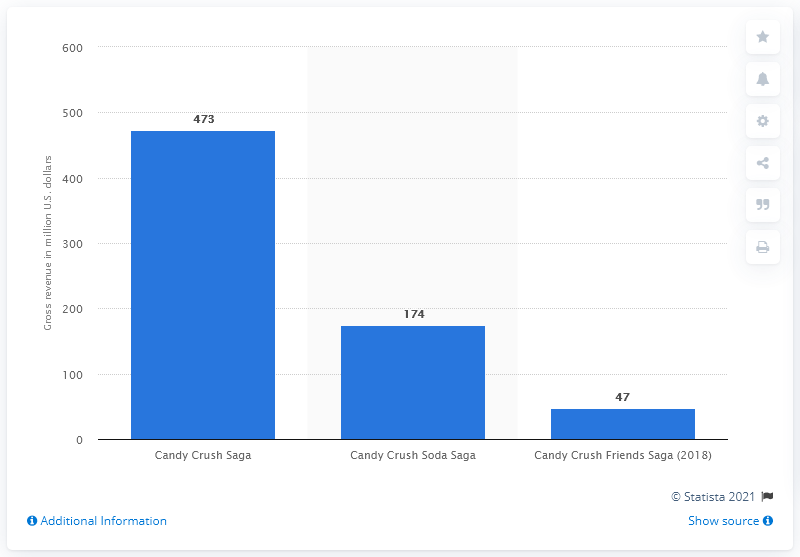 600
500
400
300
200
100
0
Gross revenue in million U.S. dollars
473
174
47
Candy Crush Saga
Candy Crush Soda Saga
Candy Crush Friends Saga (2018)
© Statista 2021
Additional Information
Show source